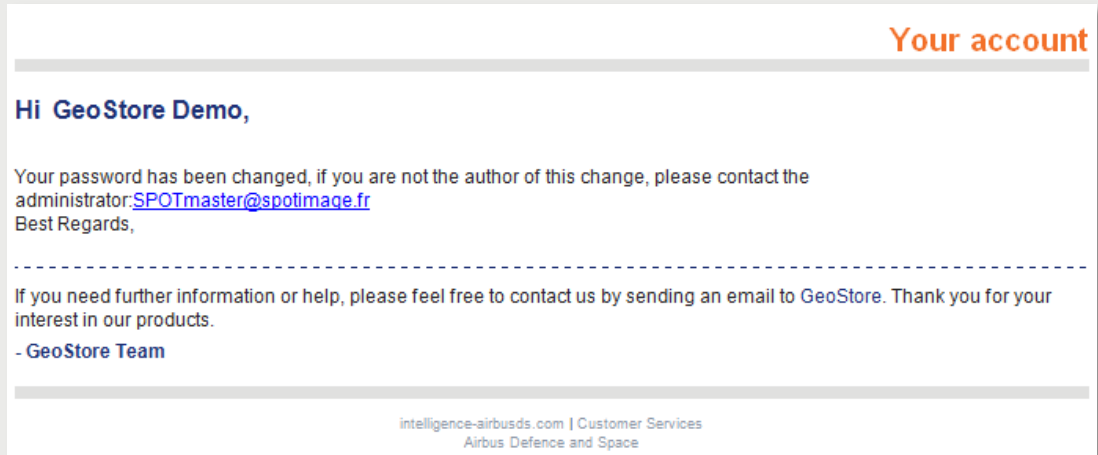 Your account
Hi GeoStore Demo,
Your password has been changed, if you are not the author of this change, please contact the
administrator:SPOTmaster@spotimage.fr
Best Regards,
If you need further information or help, please feel free to contact us by sending an email to GeoStore. Thank you for your
interest in our products.
- GeoStore Team
intelligence-airbusds.com | Customer Services
Airbus Defence and Space